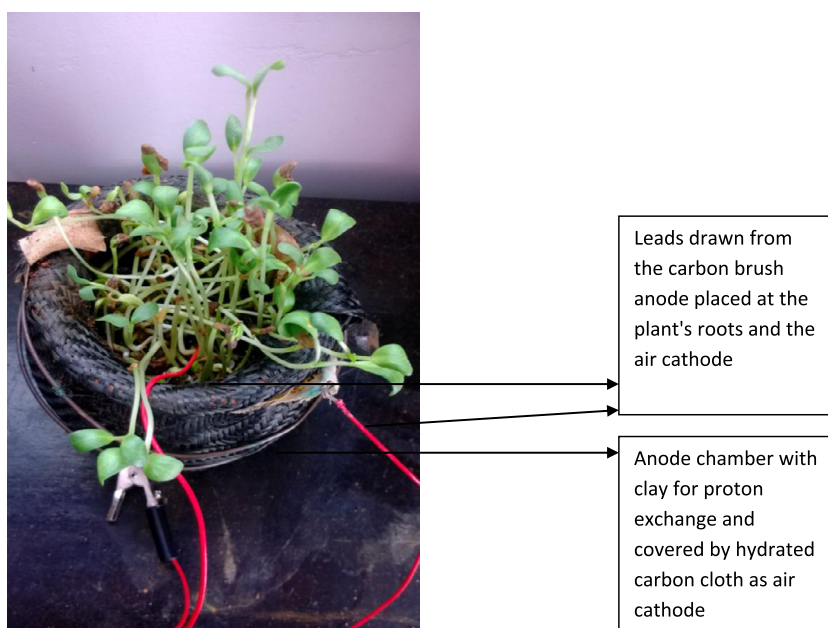 Leads drawn from
the carbon brush
anode placed at the
plant's roots and the
air cathode
Anode chamber with
clay for proton
exchange and
covered by hydrated
carbon cloth as air
cathode